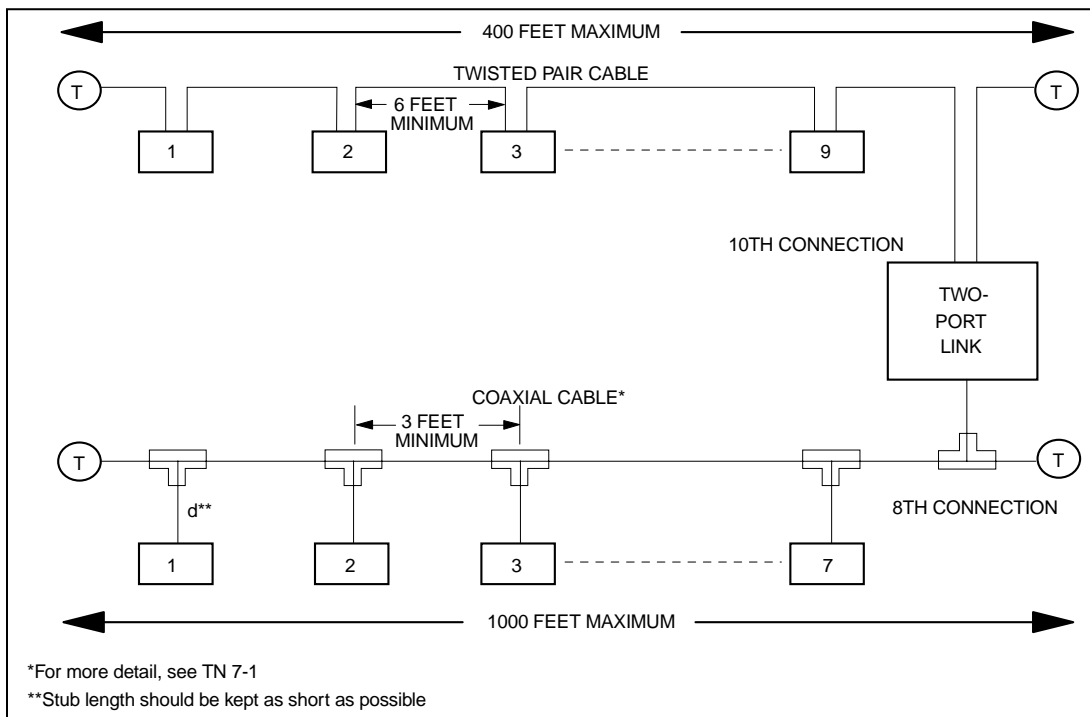 400 FEET MAXIMUM
TWISTED PAIR CABLE
T
T
6 FEET
MINIMUM
1
2
3
9
10TH CONNECTION
TWO-
PORT
LINK
COAXIAL CABLE*
3 FEET
MINIMUM
T
T
d**
8TH CONNECTION
1
2
3
7
1000 FEET MAXIMUM
*For more detail, see TN 7-1
**Stub length should be kept as short as possible